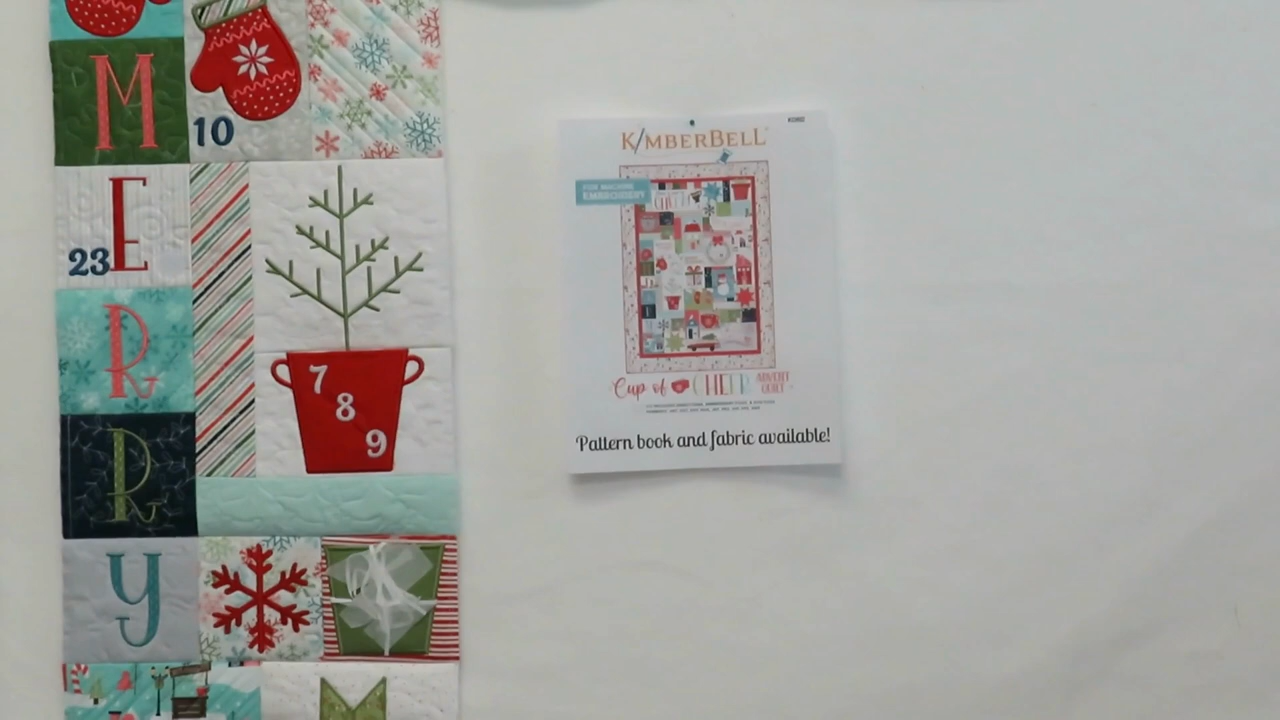 M
10
E
23
R
7
8
9
R
Y
KIMBERBELL
FOR MACHINE
EMBROIDERY
CHEER
Cup of CHEER ADVENT
QUILT
Pattern book and fabric available!